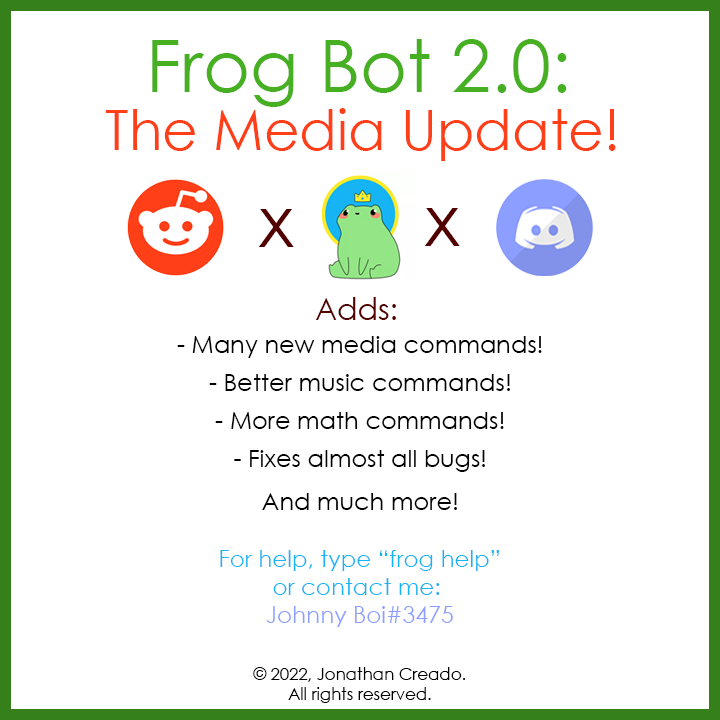 Frog Bot 2.0:
The Media Update!
X X
Adds:
- Many new media commands!
- Better music commands!
- More math commands!
- Fixes almost all bugs!
And much more!
For help, type “frog help”
or contact me:
Johnny Boi#3475
© 2022, Jonathan Creado.
All rights reserved.